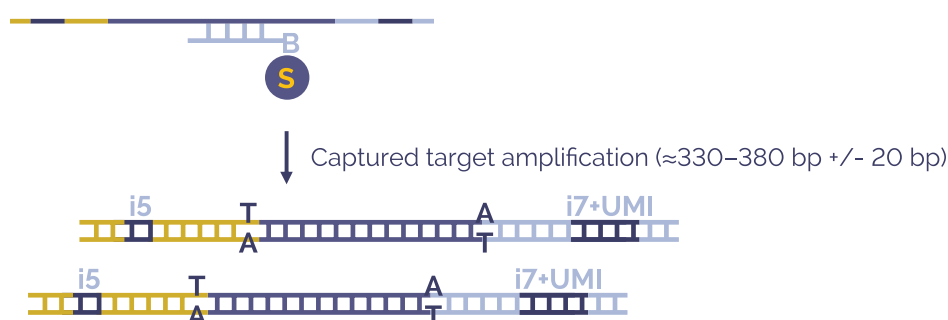 B
S
Captured target amplification (≈330–380 bp +/- 20 bp)
i5 T A i7+UMI
A T
i5 T A i7+UMI
A T